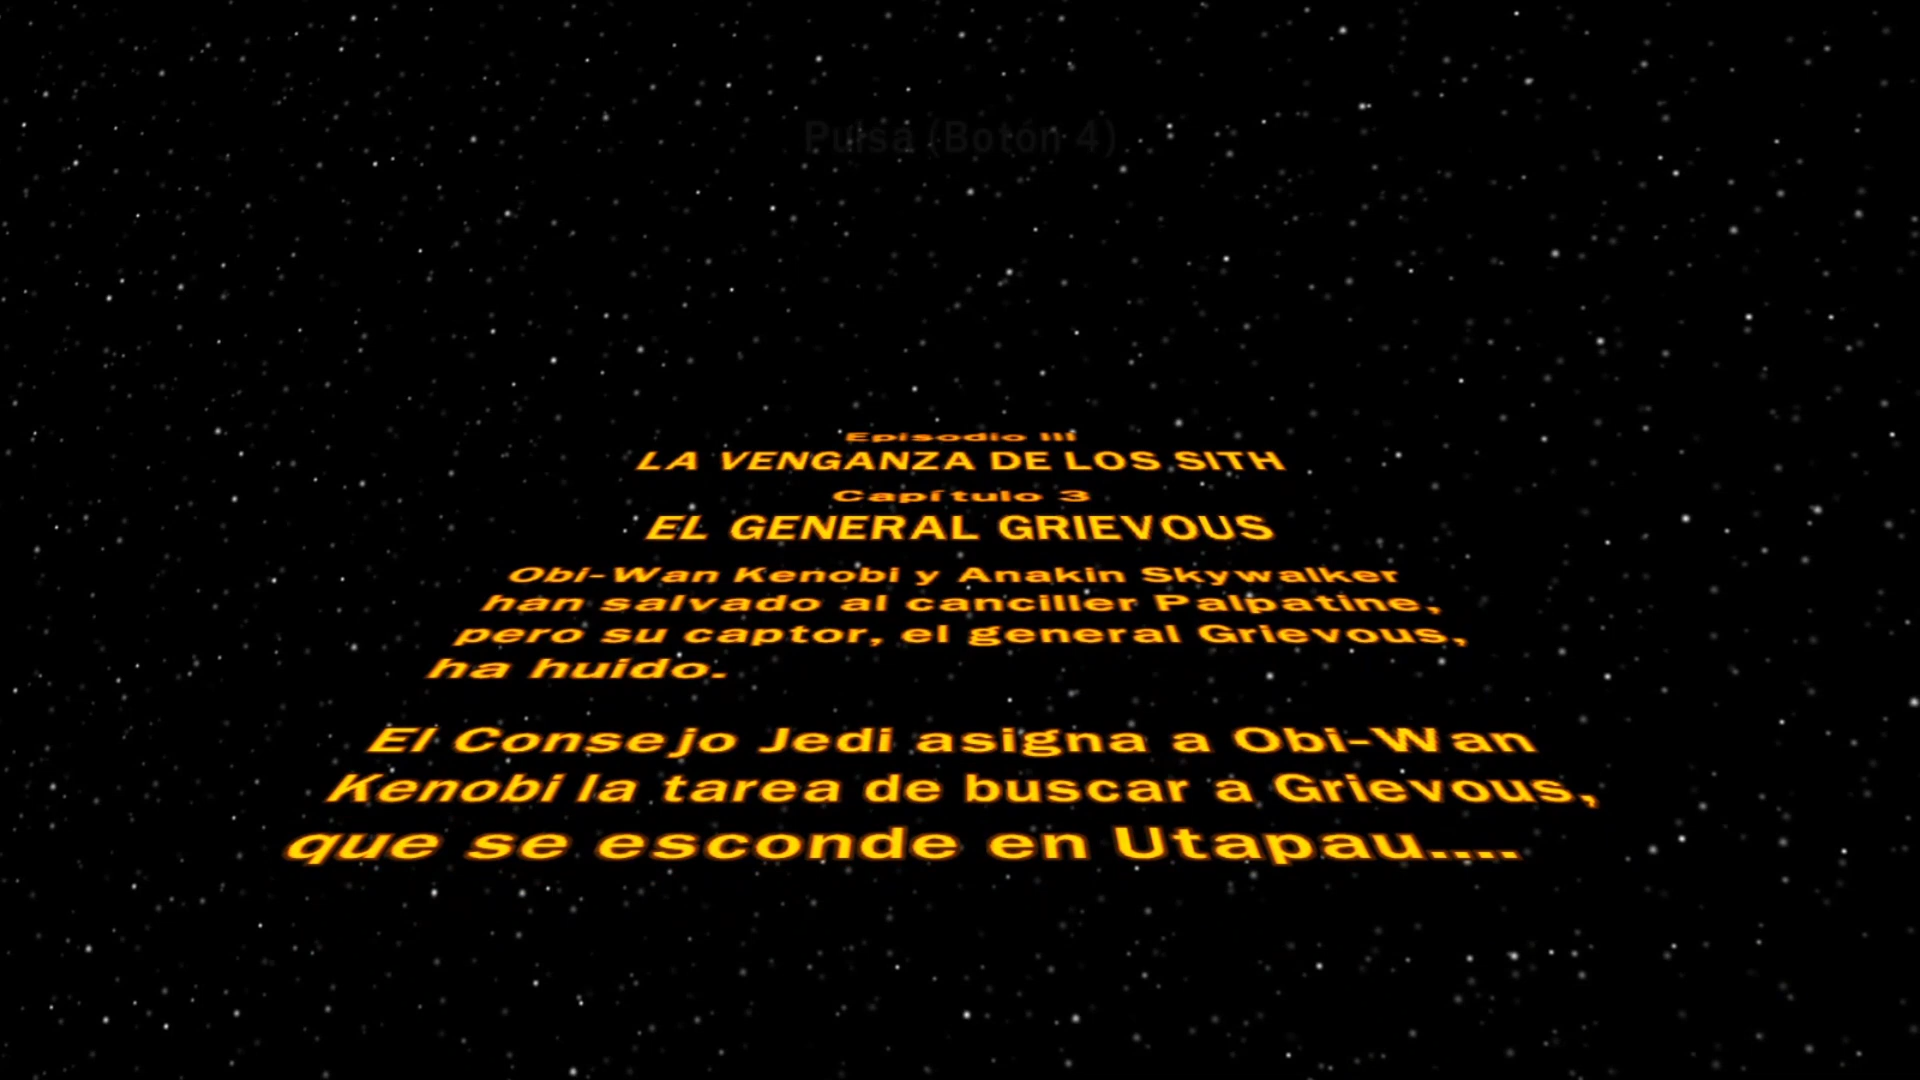 Pulsa (Botón 4)
Episodio III
LA VENGANZA DE LOS SITH
Capítulo 3
EL GENERAL GRIEVOUS
Obi-Wan Kenobi y Anakin Skywalker
han salvado al canciller Palpatine,
pero su captor, el general Grievous,
ha huido.
El Consejo Jedi asigna a Obi-Wan
Kenobi la tarea de buscar a Grievous,
que se esconde en Utapau....